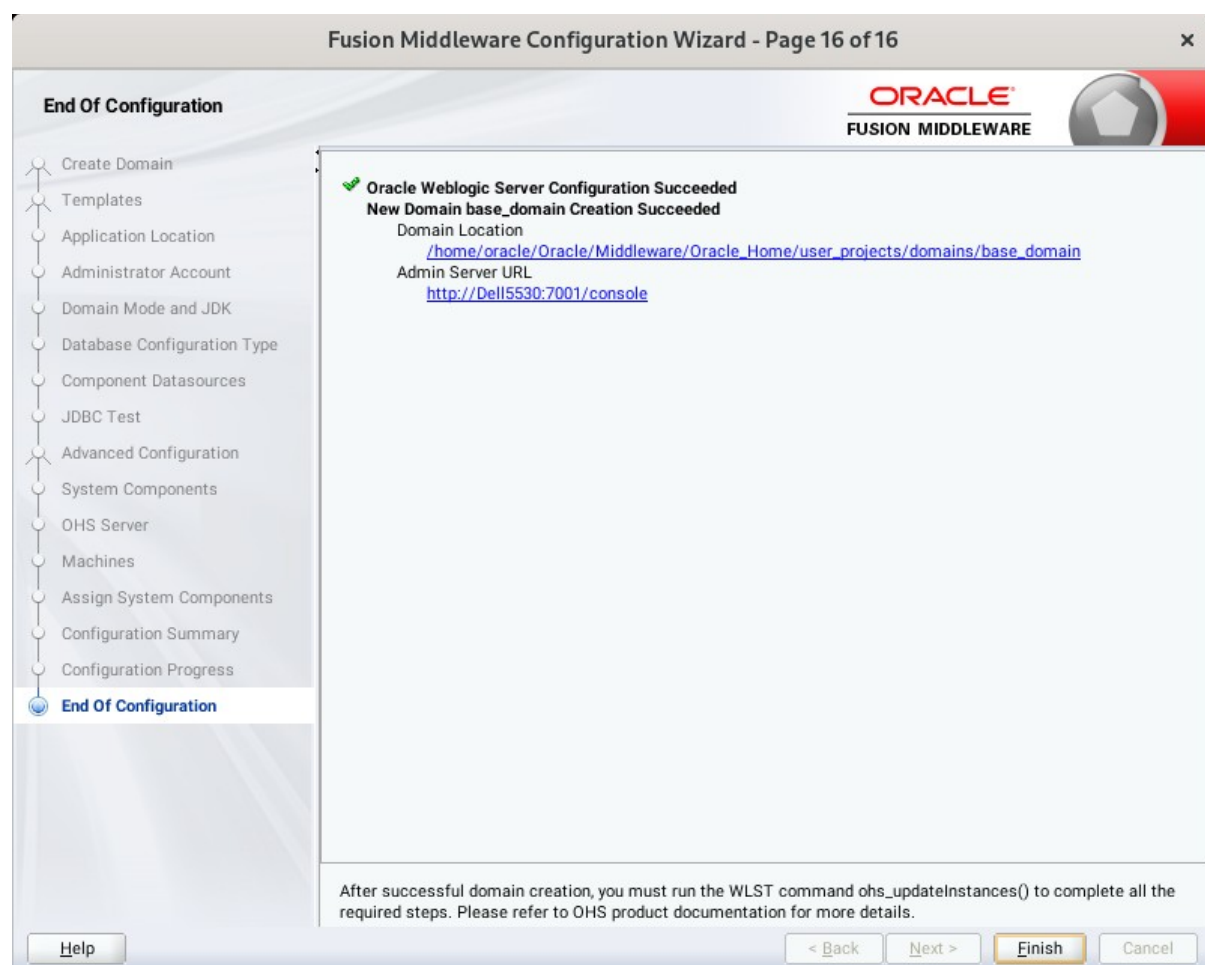 Fusion Middleware Configuration Wizard - Page 16 of 16
End Of Configuration
ORACLE
FUSION MIDDLEWARE
Create Domain
Templates
Application Location
Administrator Account
Domain Mode and JDK
Database Configuration Type
Component Datasources
JDBC Test
Advanced Configuration
System Components
OHS Server
Machines
Assign System Components
Configuration Summary
Configuration Progress
End Of Configuration
Oracle Weblogic Server Configuration Succeeded
New Domain base_domain Creation Succeeded
Domain Location
/home/oracle/Oracle/Middleware/Oracle_Home/user_projects/domains/base_domain
Admin Server URL
http://Dell5530:7001/console
After successful domain creation, you must run the WLST command ohs_updateInstances() to complete all the
required steps. Please refer to OHS product documentation for more details.
Help
< Back
Next >
Finish
Cancel